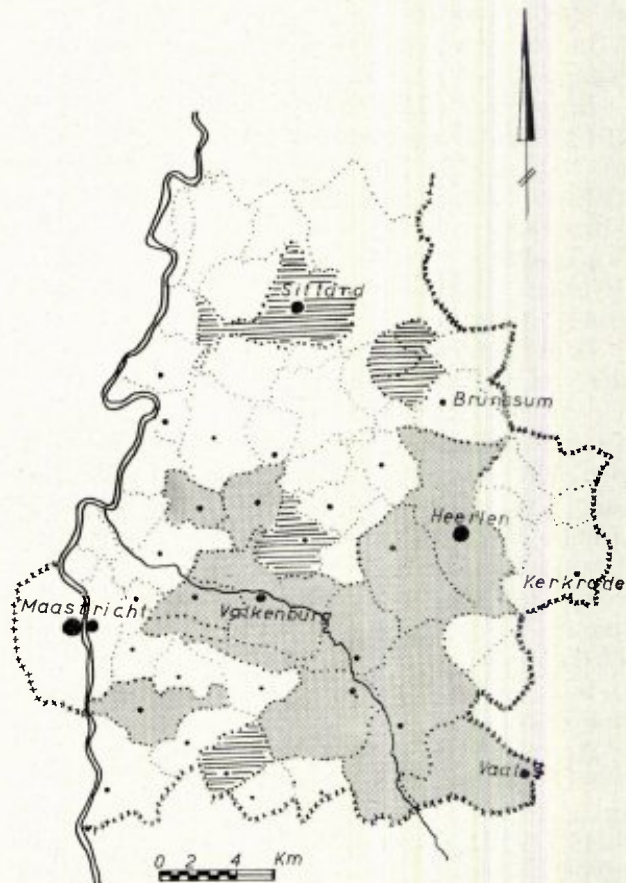 Sittard
Brunssum
Heerlen
Kerkrade
Maastricht
Valkenburg
Vaals
0 2 4 Km